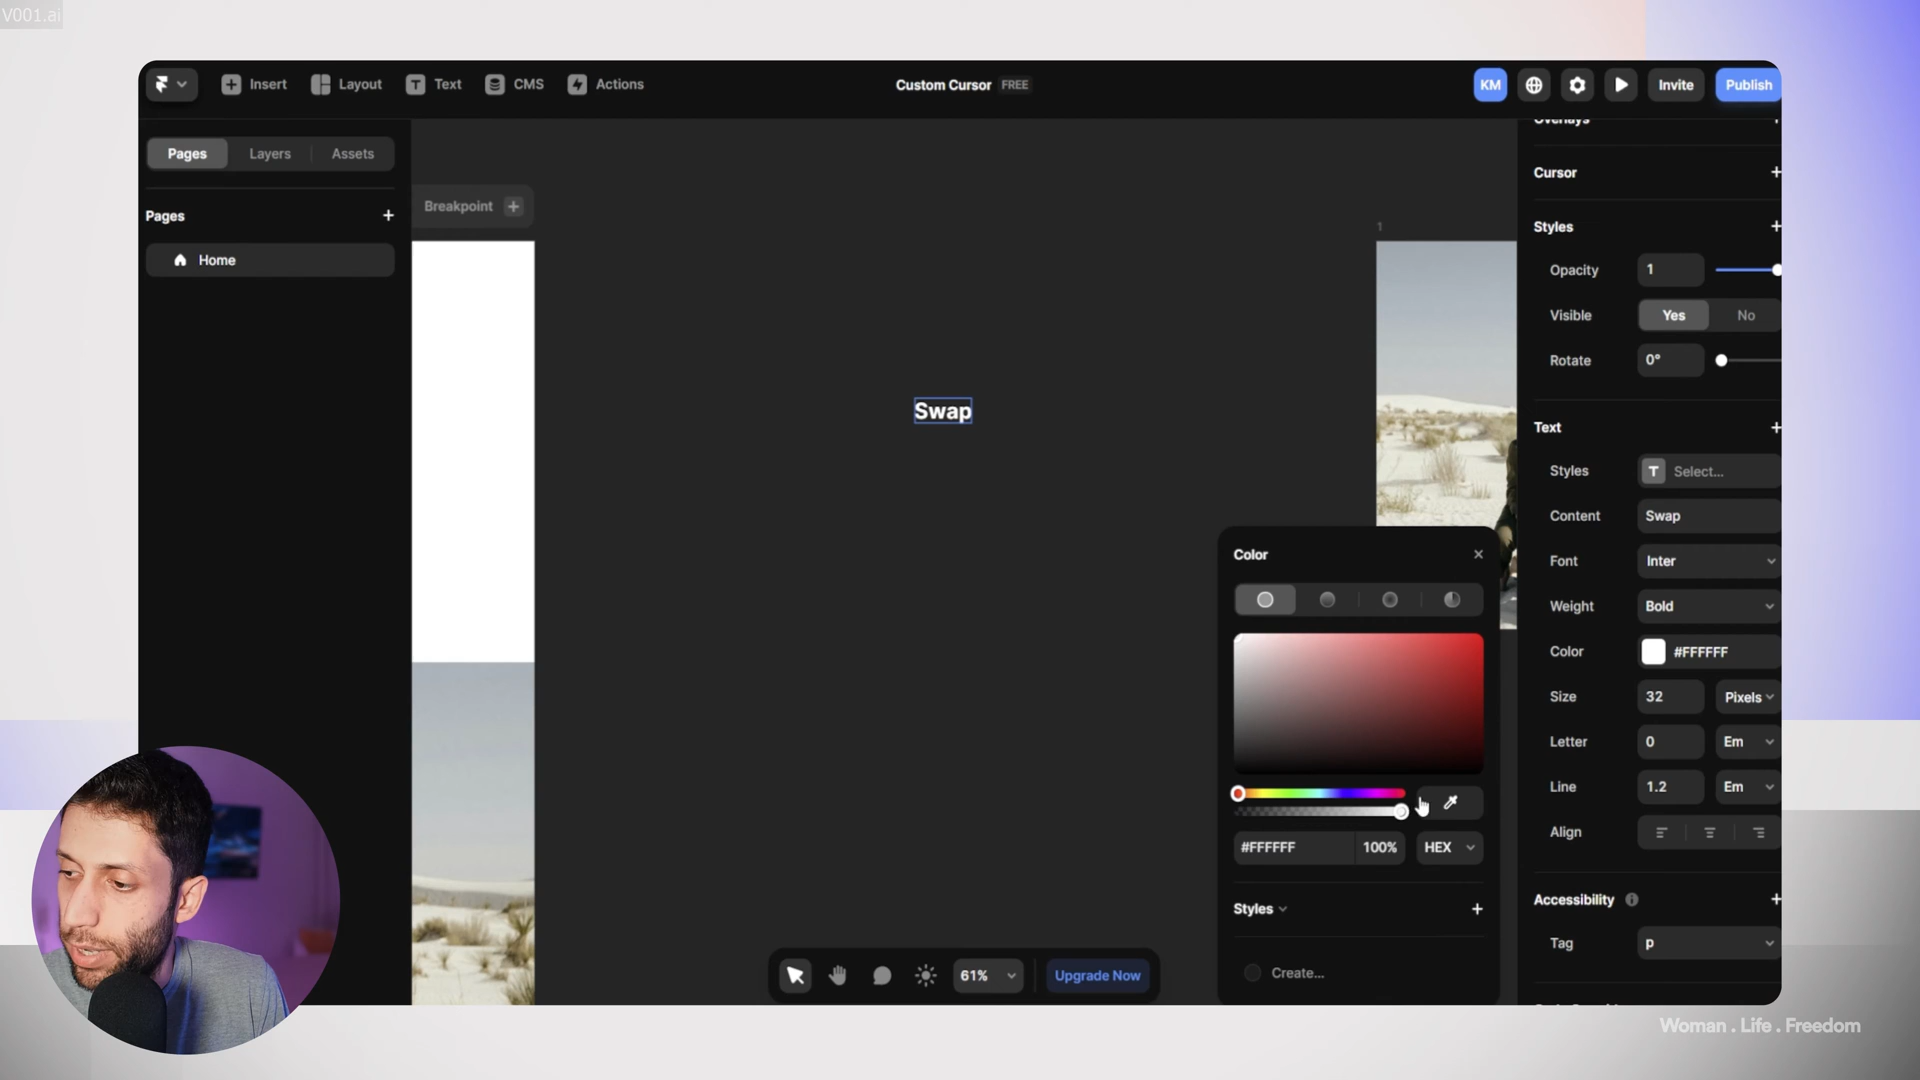 V001.ai
Insert
Layout
Text
CMS
Actions
Custom Cursor FREE
KM
Invite
Publish
Pages
Layers
Assets
Pages
Home
Breakpoint
1
Swap
Overlays
Cursor
Styles
Opacity 1
Visible Yes No
Rotate 0°
Text
Styles T Select...
Content Swap
Font Inter
Weight Bold
Color #FFFFFF
Size 32 Pixels
Letter 0 Em
Line 1.2 Em
Align
Accessibility
Tag p
Color
#FFFFFF 100% HEX
Styles
Create...
61%
Upgrade Now
Woman . Life . Freedom